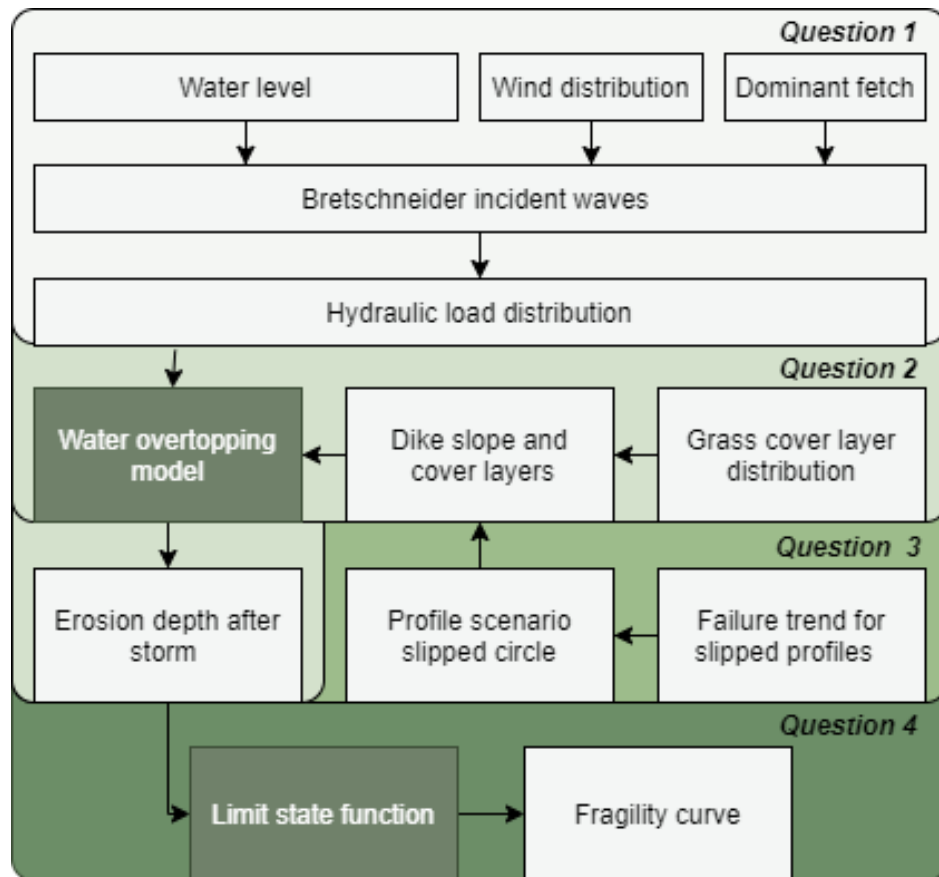 Question 1
Water level
Wind distribution
Dominant fetch
Bretschneider incident waves
Hydraulic load distribution
Question 2
Water overtopping
model
Dike slope and
cover layers
Grass cover layer
distribution
Question 3
Erosion depth after
storm
Profile scenario
slipped circle
Failure trend for
slipped profiles
Question 4
Limit state function
Fragility curve